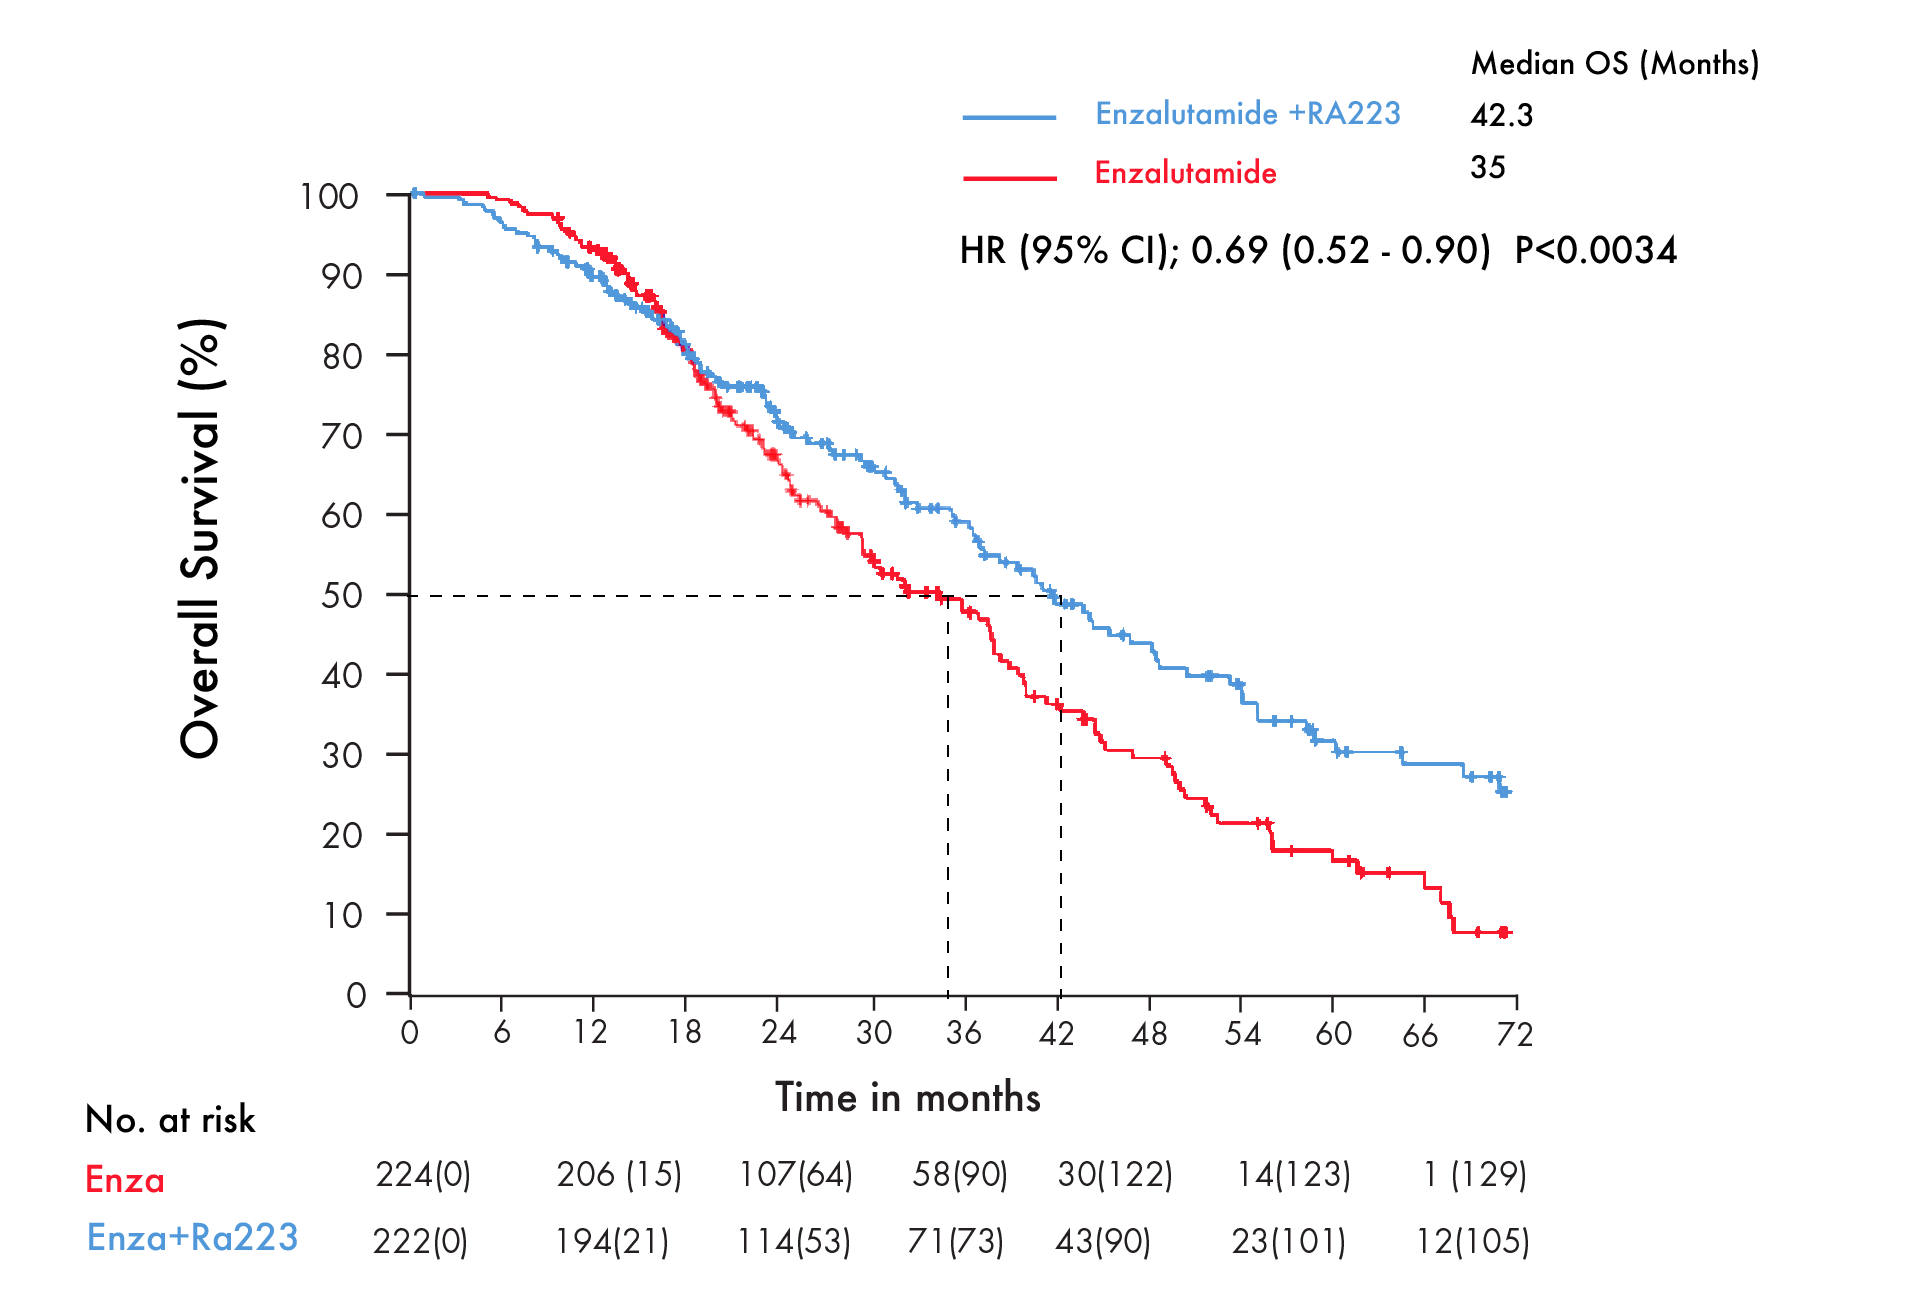 Median OS (Months)
Enzalutamide +RA223 42.3
Enzalutamide 35
HR (95% CI); 0.69 (0.52 - 0.90) P<0.0034
Overall Survival (%)
100
90
80
70
60
50
40
30
20
10
0
0 6 12 18 24 30 36 42 48 54 60 66 72
Time in months
No. at risk
Enza 224(0) 206 (15) 107(64) 58(90) 30(122) 14(123) 1 (129)
Enza+Ra223 222(0) 194(21) 114(53) 71(73) 43(90) 23(101) 12(105)